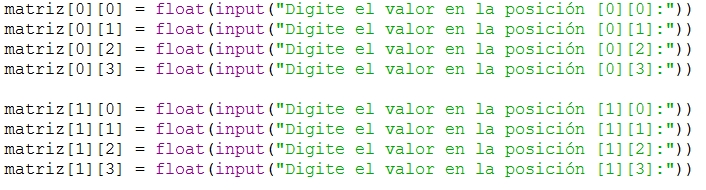 matriz[0][0] = float(input("Digite el valor en la posición [0][0]:"))
matriz[0][1] = float(input("Digite el valor en la posición [0][1]:"))
matriz[0][2] = float(input("Digite el valor en la posición [0][2]:"))
matriz[0][3] = float(input("Digite el valor en la posición [0][3]:"))
matriz[1][0] = float(input("Digite el valor en la posición [1][0]:"))
matriz[1][1] = float(input("Digite el valor en la posición [1][1]:"))
matriz[1][2] = float(input("Digite el valor en la posición [1][2]:"))
matriz[1][3] = float(input("Digite el valor en la posición [1][3]:"))